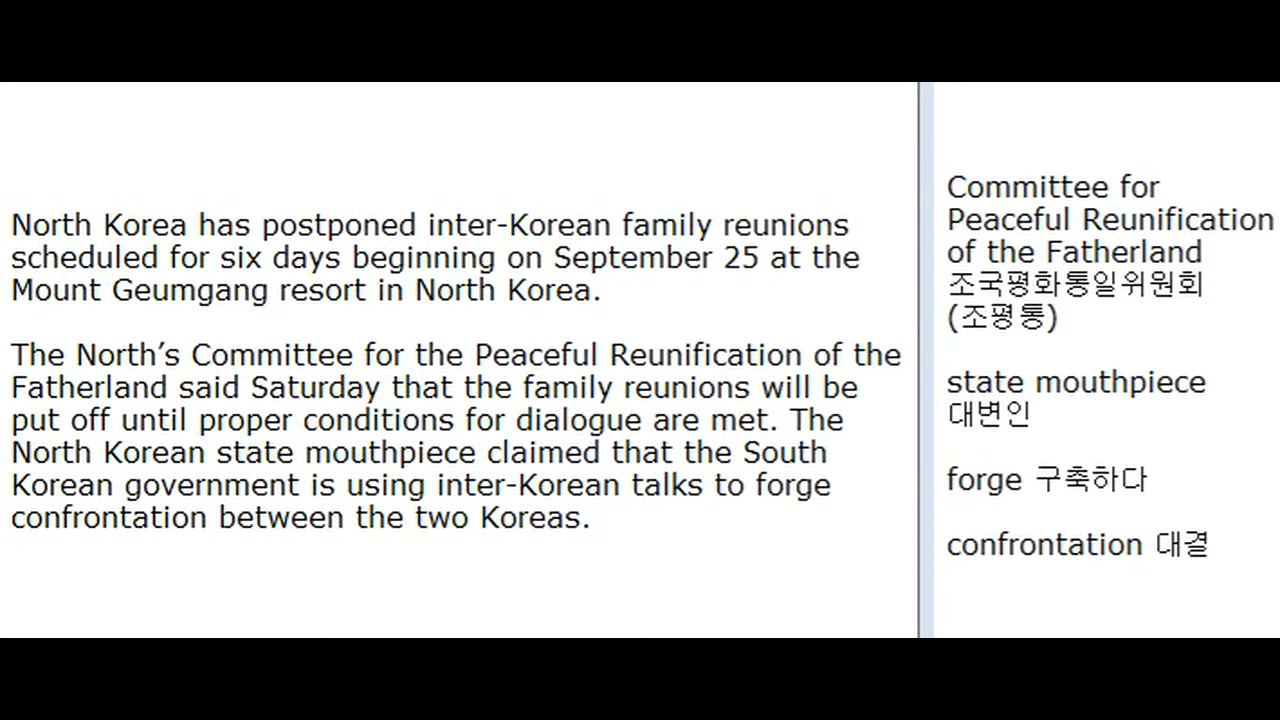 North Korea has postponed inter-Korean family reunions
scheduled for six days beginning on September 25 at the
Mount Geumgang resort in North Korea.
The North’s Committee for the Peaceful Reunification of the
Fatherland said Saturday that the family reunions will be
put off until proper conditions for dialogue are met. The
North Korean state mouthpiece claimed that the South
Korean government is using inter-Korean talks to forge
confrontation between the two Koreas.
Committee for
Peaceful Reunification
of the Fatherland
조국평화통일위원회
(조평통)
state mouthpiece
대변인
forge 구축하다
confrontation 대결